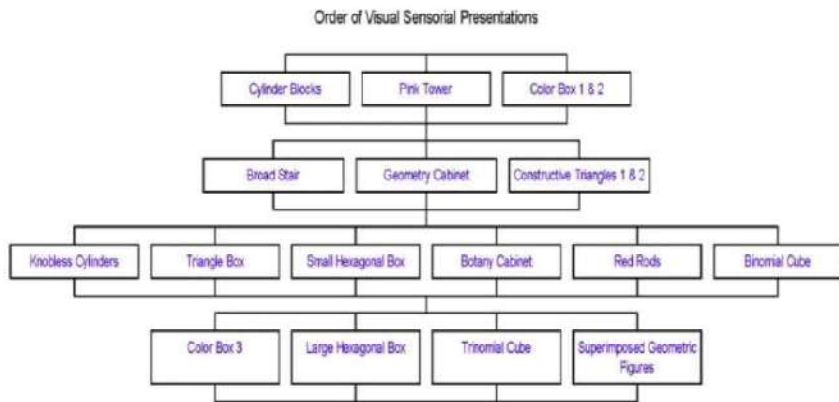 Order of Visual Sensorial Presentations
Cylinder Blocks
Pink Tower
Color Box 1 & 2
Broad Stair
Geometry Cabinet
Constructive Triangles 1 & 2
Knobless Cylinders
Triangle Box
Small Hexagonal Box
Botany Cabinet
Red Rods
Binomial Cube
Color Box 3
Large Hexagonal Box
Trinomial Cube
Superimposed Geometric
Figures